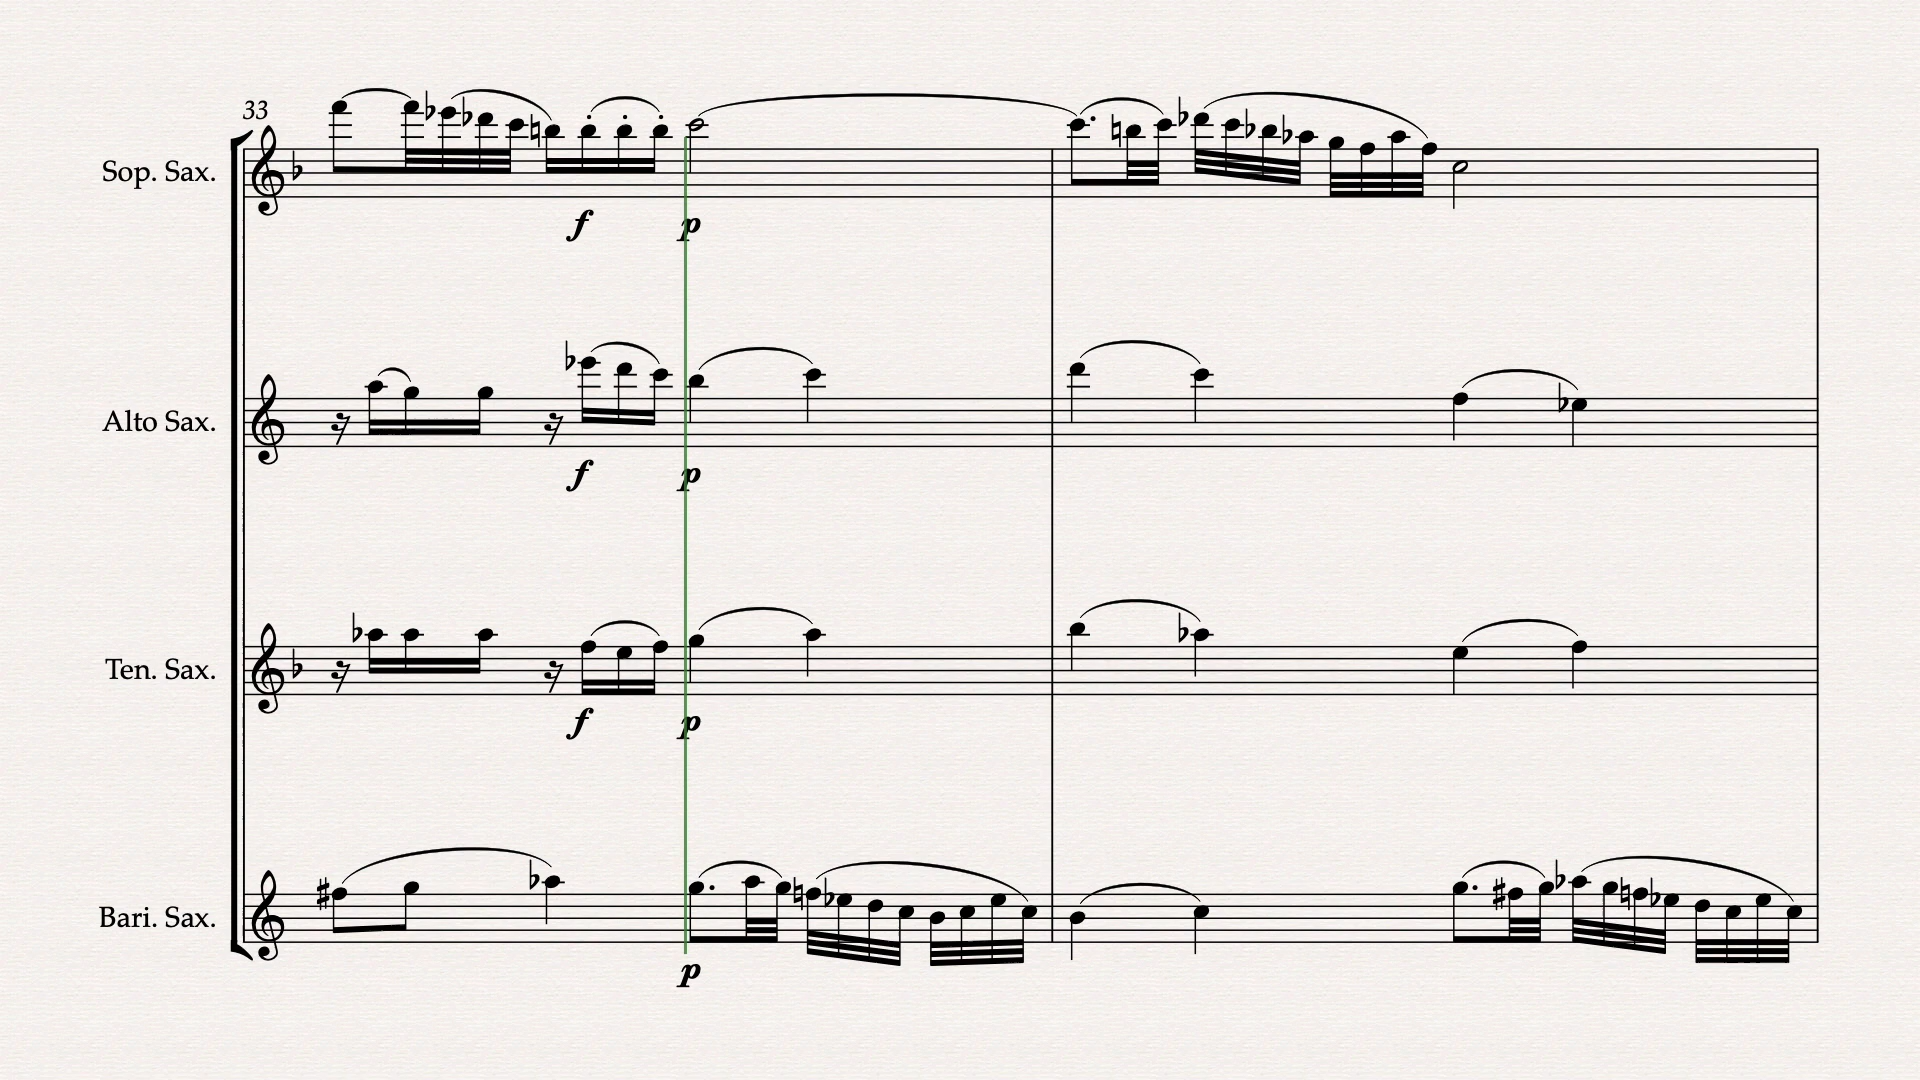 33
Sop. Sax.
f p
Alto Sax.
f p
Ten. Sax.
f p
Bari. Sax.
p